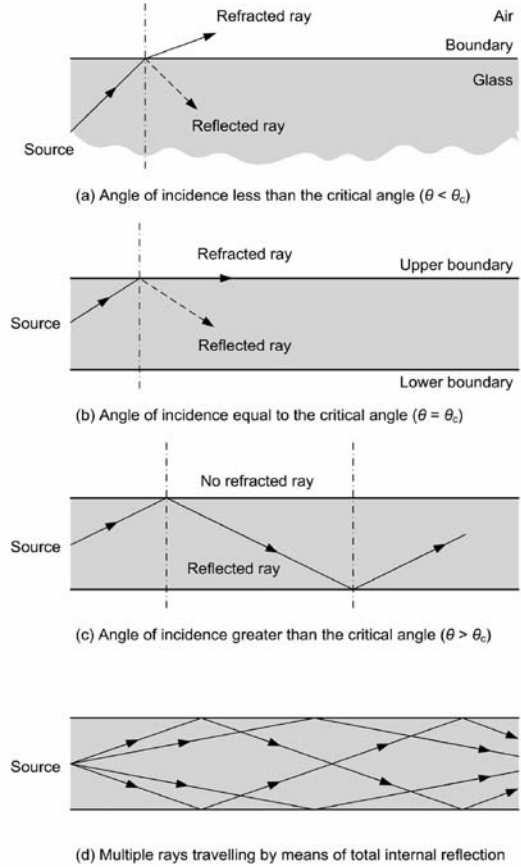 Refracted ray
Air
Boundary
Glass
Reflected ray
Source
(a) Angle of incidence less than the critical angle (θ < θc)
Refracted ray
Upper boundary
Source
Reflected ray
Lower boundary
(b) Angle of incidence equal to the critical angle (θ = θc)
No refracted ray
Source
Reflected ray
(c) Angle of incidence greater than the critical angle (θ > θc)
Source
(d) Multiple rays travelling by means of total internal reflection